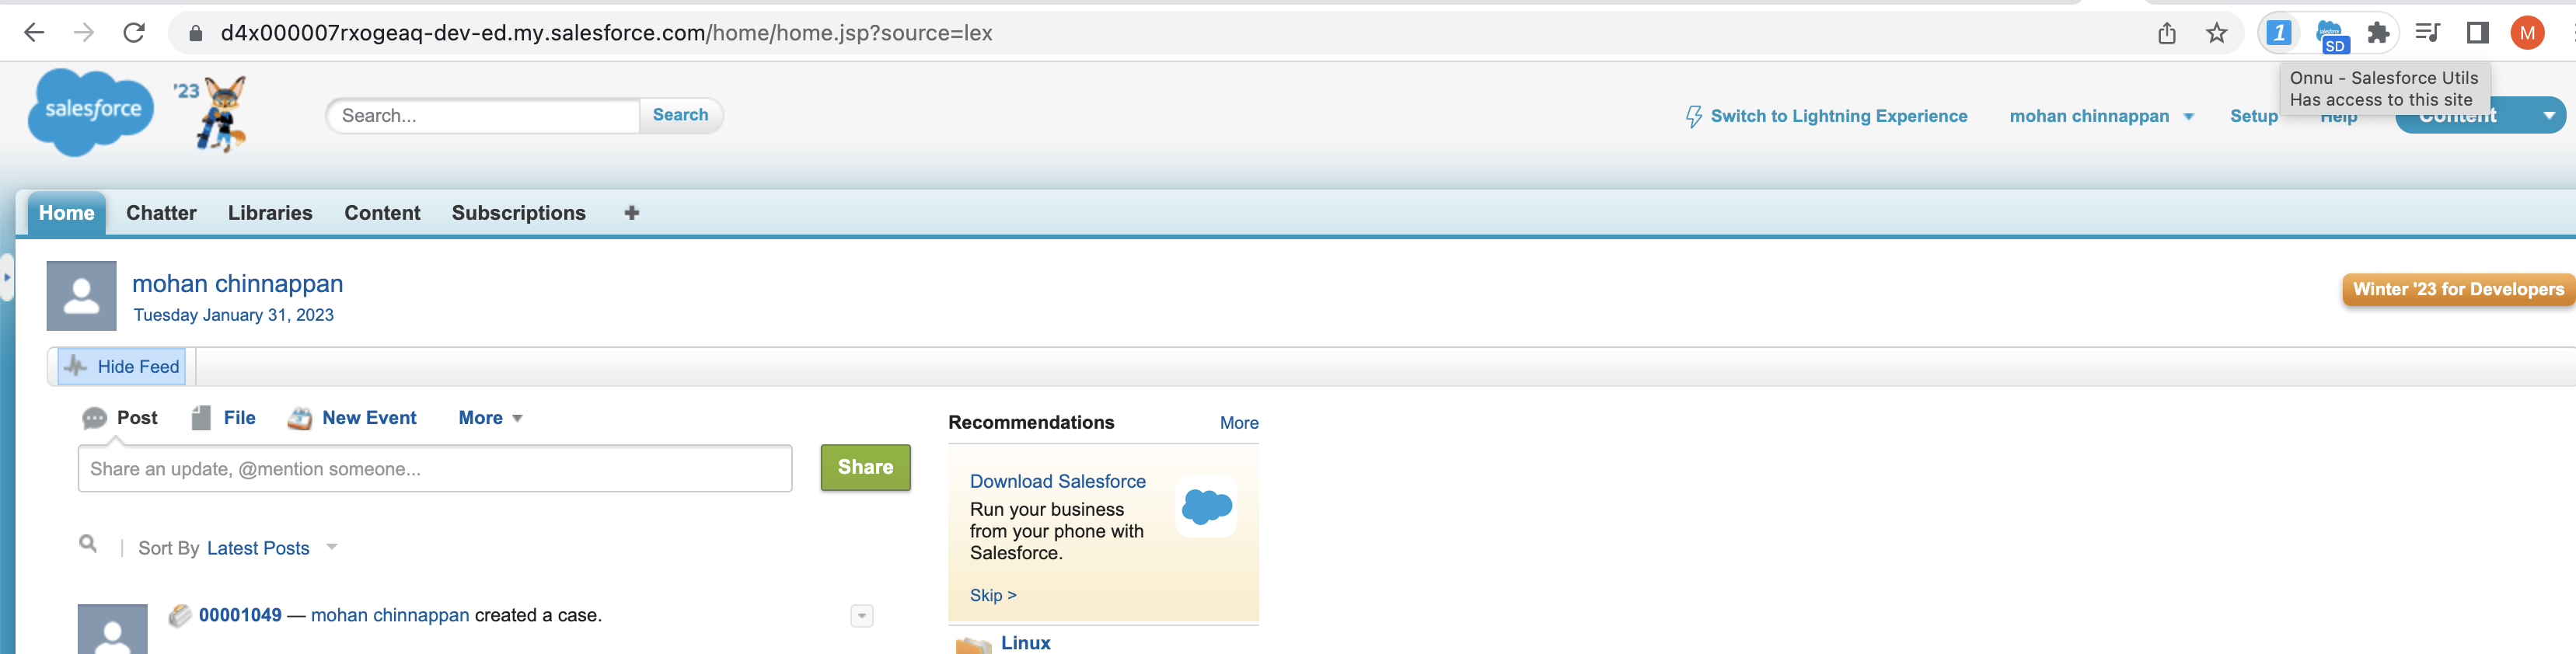 d4x000007rxogeaq-dev-ed.my.salesforce.com/home/home.jsp?source=lex
1
SD
M
Onnu - Salesforce Utils
Has access to this site
salesforce
'23
Search...
Search
Switch to Lightning Experience
mohan chinnappan
Setup
Help
Content
Home
Chatter
Libraries
Content
Subscriptions
mohan chinnappan
Tuesday January 31, 2023
Winter '23 for Developers
Hide Feed
Post
File
New Event
More
Share an update, @mention someone...
Share
Recommendations
More
Download Salesforce
Run your business
from your phone with
Salesforce.
Skip >
Sort By Latest Posts
00001049 — mohan chinnappan created a case.
Linux